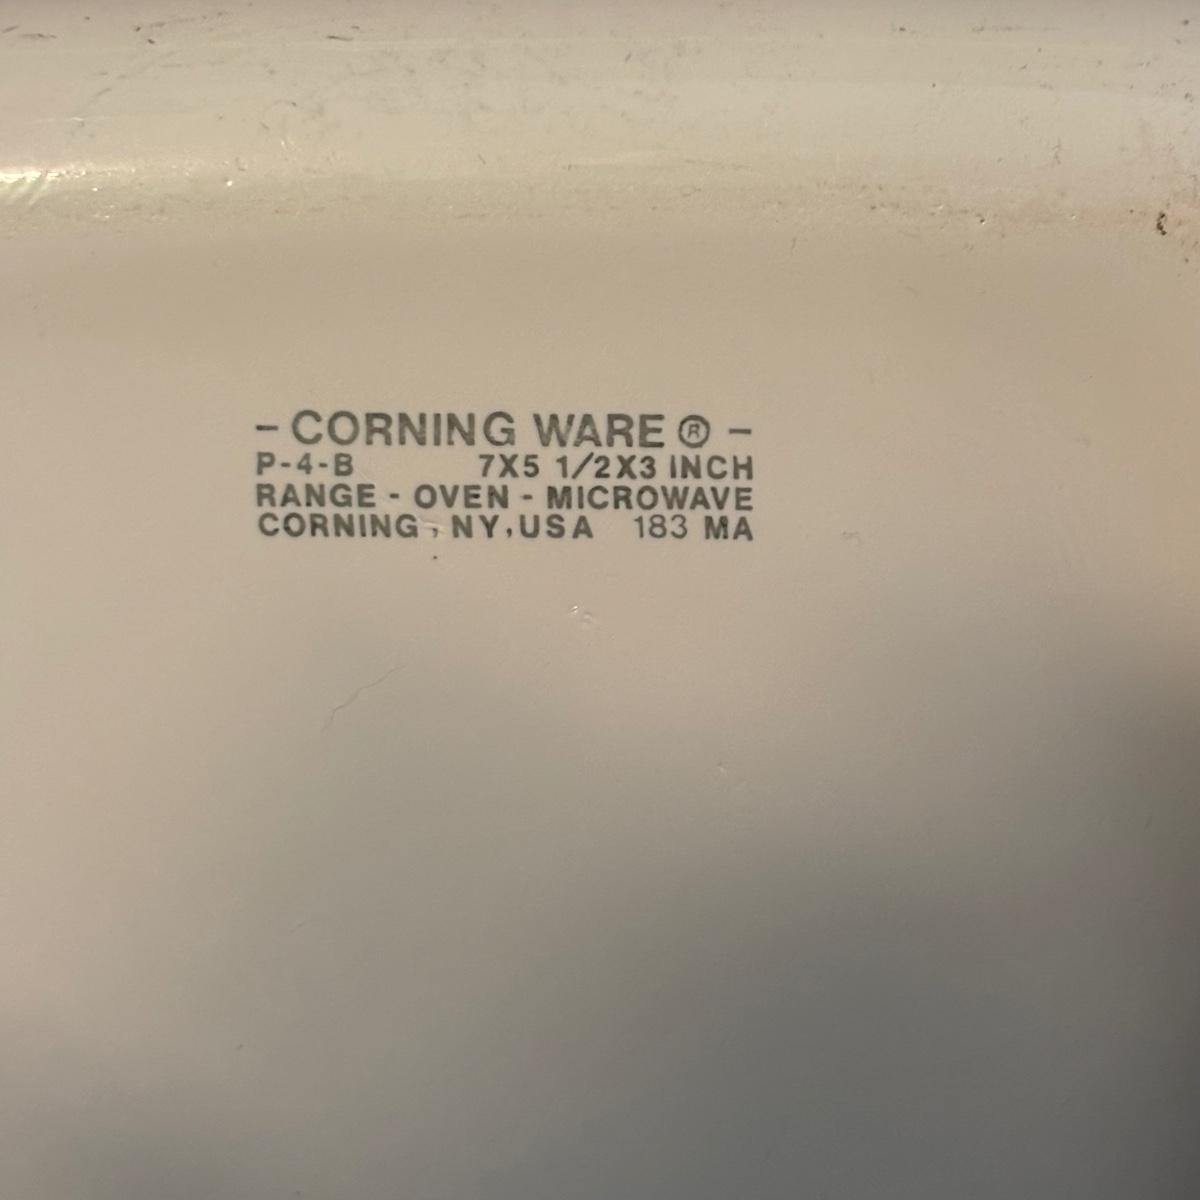 - CORNING WARE ® -
P-4-B 7X5 1/2X3 INCH
RANGE - OVEN - MICROWAVE
CORNING, NY, USA 183 MA